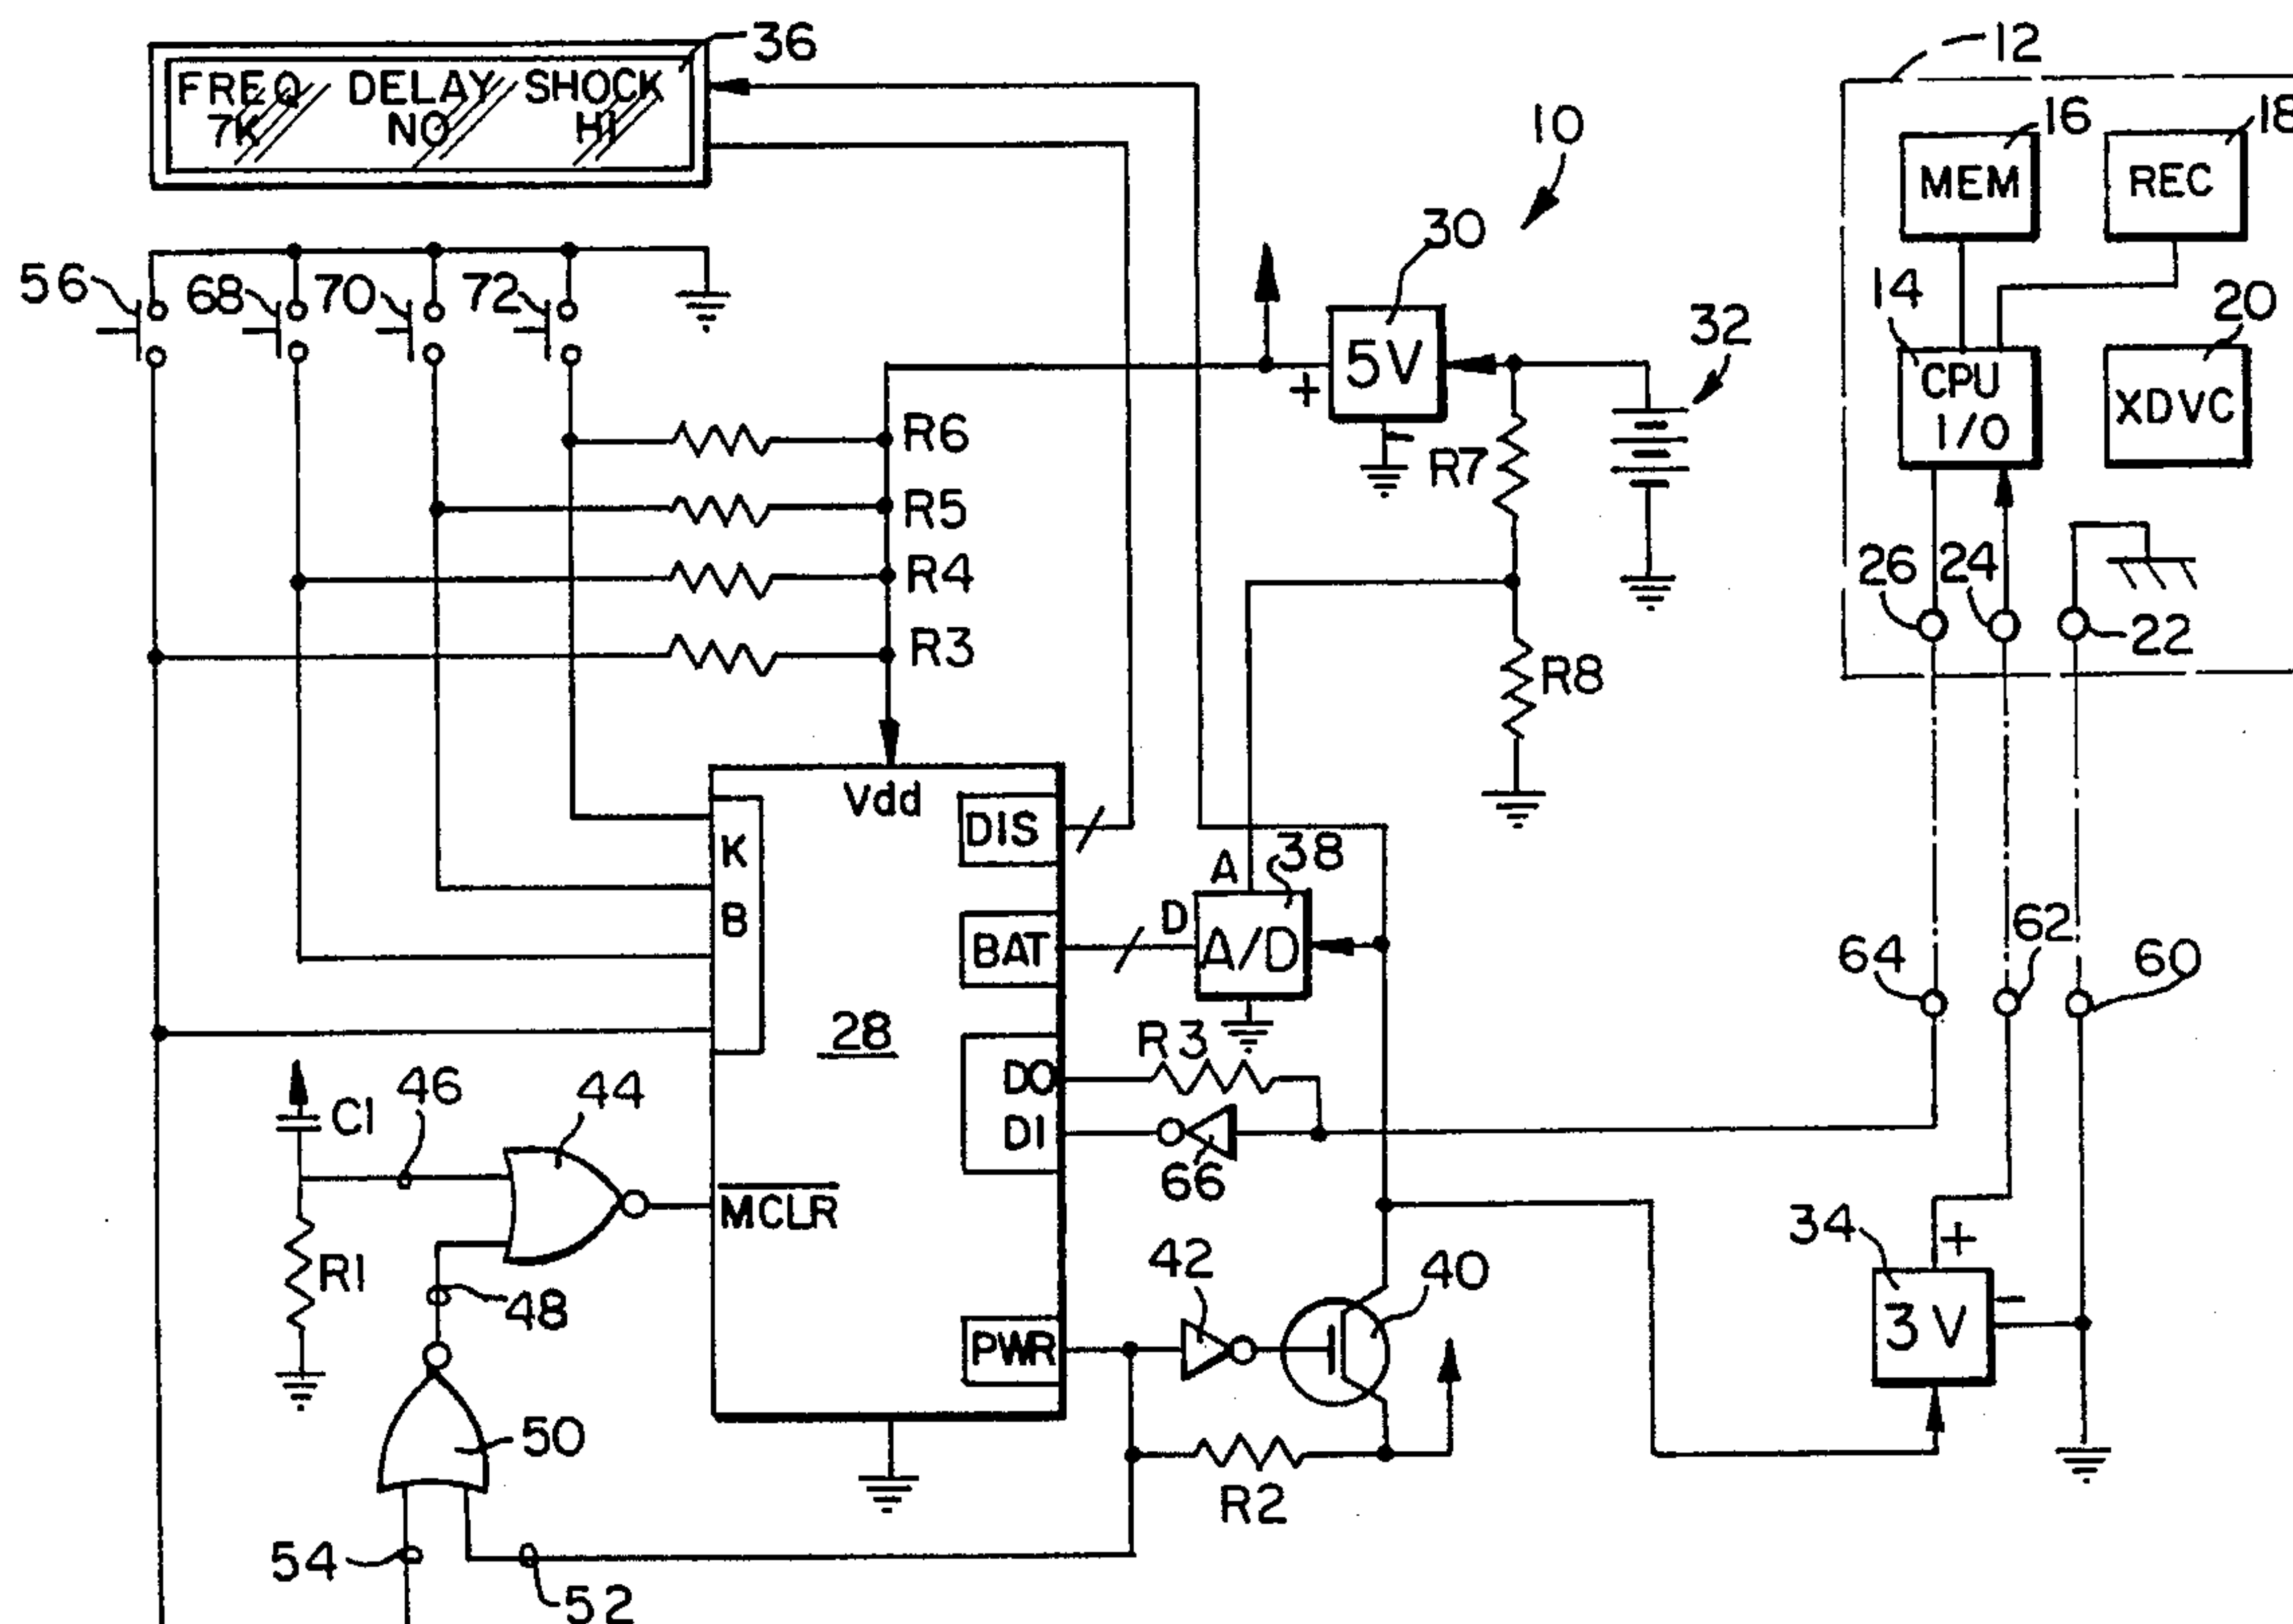 36
12
FREQ DELAY SHOCK
7K NO HI
10
16
18
MEM
REC
30
56
68
70
72
14
20
32
5V
+
−
CPU
I/O
XDVC
R6
R7
R5
R4
26
24
22
R3
R8
Vdd
DIS
K
A
38
B
D
A/D
BAT
64
62
60
28
R3
46
44
DO
C1
DI
66
MCLR
34
+
42
40
R1
48
−
3V
PWR
50
R2
54
52